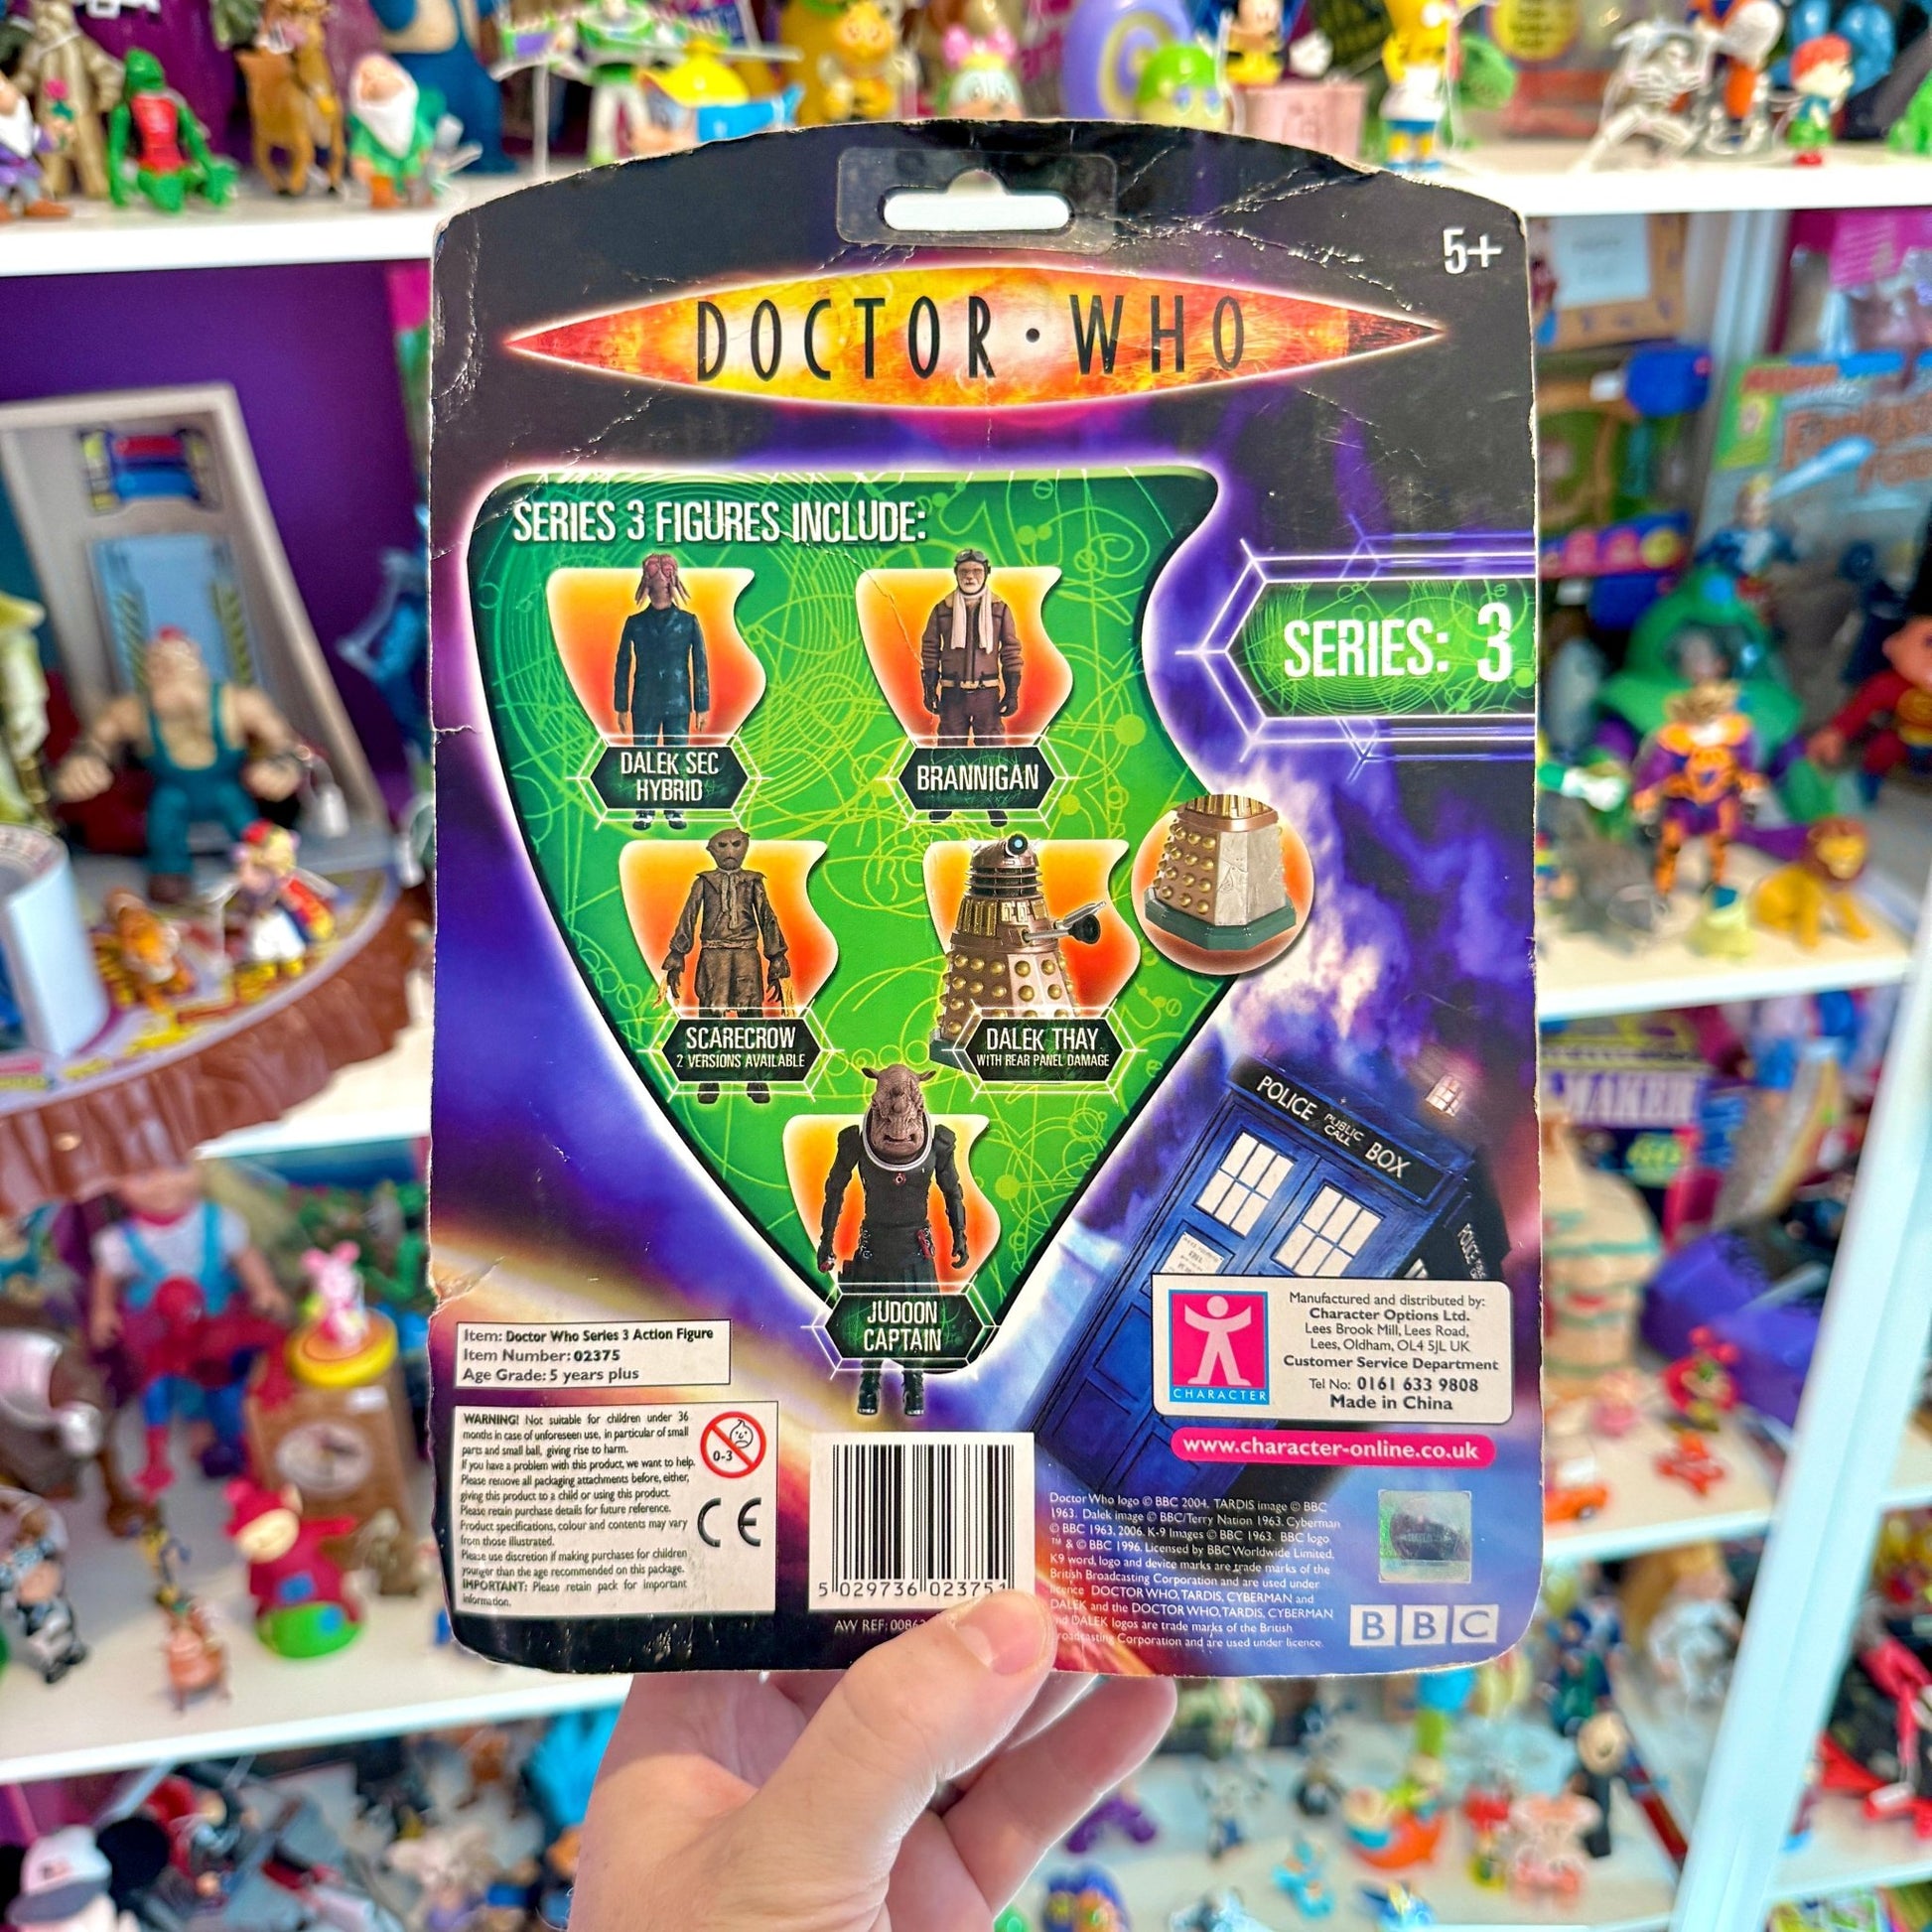 5+
DOCTOR • WHO
SERIES 3 FIGURES INCLUDE:
SERIES: 3
DALEK SEC
HYBRID
BRANNIGAN
SCARECROW
2 VERSIONS AVAILABLE
DALEK THAY
WITH REAR PANEL DAMAGE
JUDOON
CAPTAIN
POLICE PUBLIC CALL BOX
Item: Doctor Who Series 3 Action Figure
Item Number: 02375
Age Grade: 5 years plus
WARNING! Not suitable for children under 36
months in case of unforeseen use, in particular of small
parts and small ball, giving rise to harm.
If you have a problem with this product, we want to help.
Please remove all packaging attachments before, either,
giving this product to a child or using this product.
Please retain purchase details for future reference.
Product specifications, colour and contents may vary
from those illustrated.
Please use discretion if making purchases for children
younger than the age recommended on this package.
IMPORTANT: Please retain pack for important
information.
0-3
CE
5 029736 023751
AW REF: 0086
CHARACTER
Manufactured and distributed by:
Character Options Ltd.
Lees Brook Mill, Lees Road,
Lees, Oldham, OL4 5JL UK
Customer Service Department
Tel No: 0161 633 9808
Made in China
www.character-online.co.uk
Doctor Who logo © BBC 2004. TARDIS image © BBC
1963. Dalek image © BBC/Terry Nation 1963. Cyberman
© BBC 1963, 2006. K-9 Images © BBC 1963. BBC logo
™ & © BBC 1996. Licensed by BBC Worldwide Limited.
K9 word, logo and device marks are trade marks of the
British Broadcasting Corporation and are used under
licence DOCTOR WHO, TARDIS, CYBERMAN and
DALEK and the DOCTOR WHO, TARDIS, CYBERMAN
and DALEK logos are trade marks of the British
Broadcasting Corporation and are used under licence.
BBC
MAKER